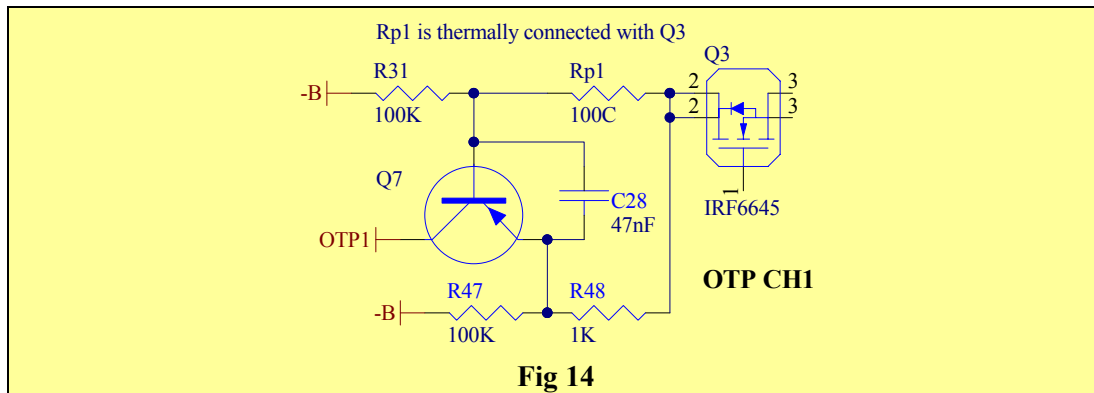 Rp1 is thermally connected with Q3
Q3
R31
Rp1
2
3
-B
100K
100C
2
3
Q7
C28
47nF
1
IRF6645
OTP1
OTP CH1
R47
R48
-B
100K
1K
Fig 14